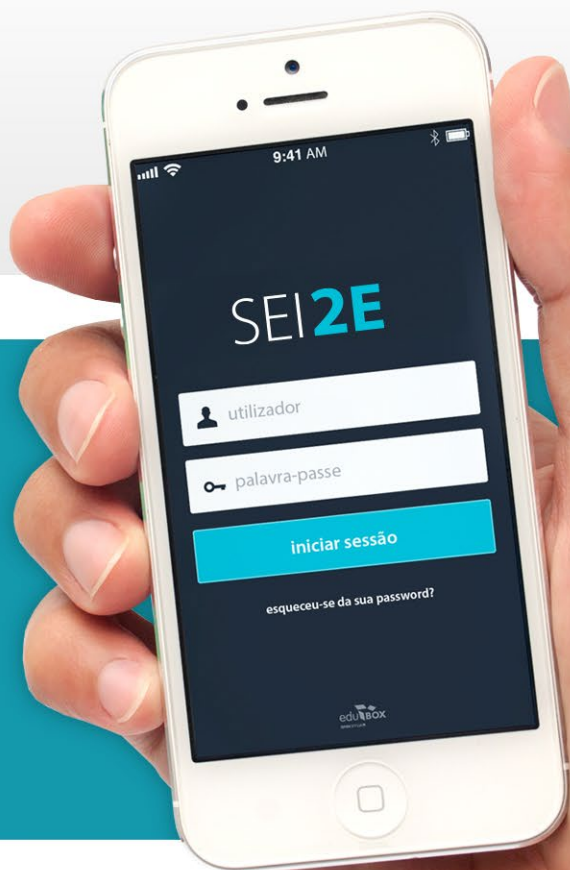 9:41 AM
SEI2E
utilizador
palavra-passe
iniciar sessão
esqueceu-se da sua password?
eduBOX